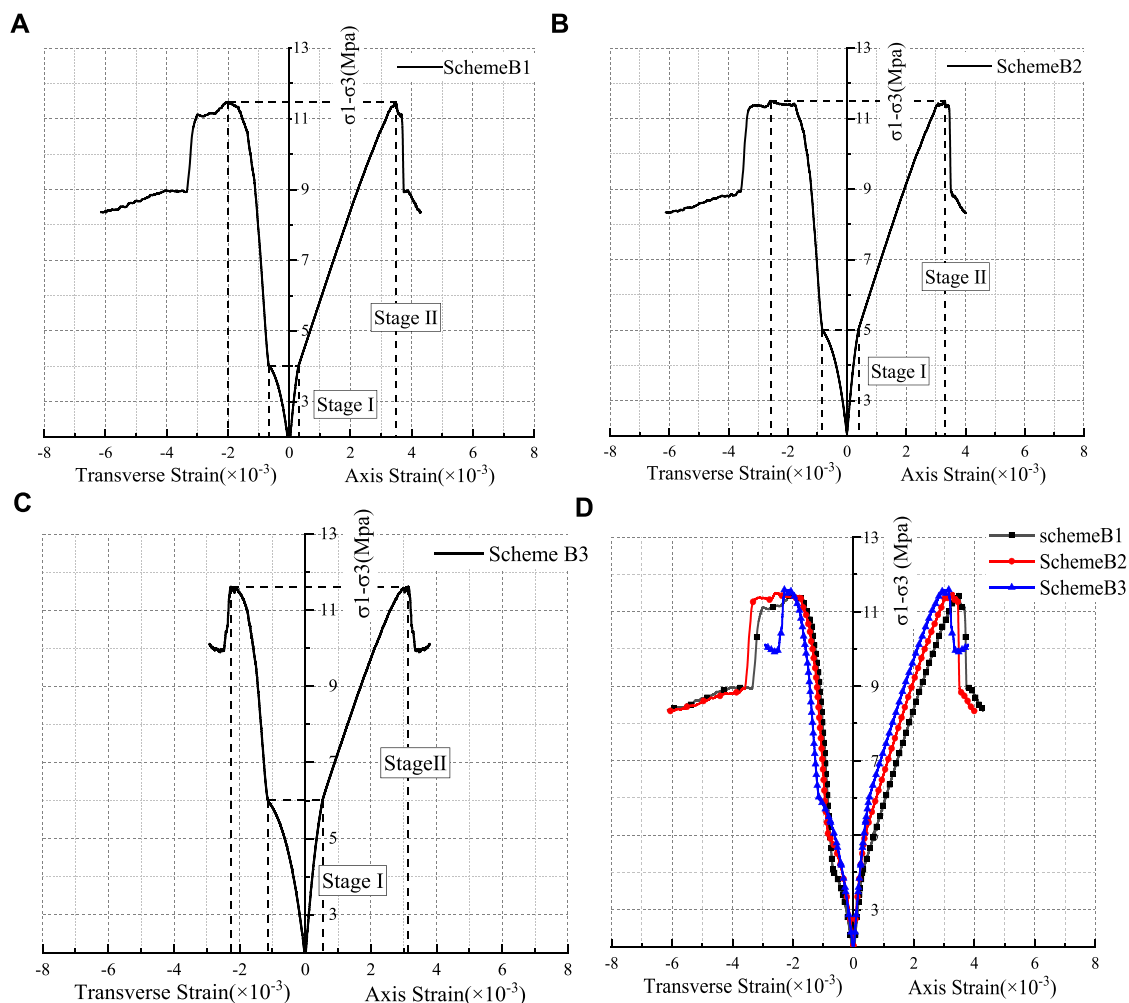 A
13
σ1-σ3(Mpa)
SchemeB1
11
9
7
5
3
Stage II
Stage I
-8 -6 -4 -2 0 2 4 6 8
Transverse Strain(×10⁻³) Axis Strain(×10⁻³)
B
13
σ1-σ3(Mpa)
SchemeB2
11
9
7
5
3
Stage II
Stage I
-8 -6 -4 -2 0 2 4 6 8
Transverse Strain(×10⁻³) Axis Strain(×10⁻³)
C
13
σ1-σ3(Mpa)
Scheme B3
11
9
7
5
3
StageII
Stage I
-8 -6 -4 -2 0 2 4 6 8
Transverse Strain(×10⁻³) Axis Strain(×10⁻³)
D
σ1-σ3 (Mpa)
schemeB1
SchemeB2
SchemeB3
13
11
9
7
5
3
-8 -6 -4 -2 0 2 4 6 8
Transverse Strain(×10⁻³) Axis Strain(×10⁻³)